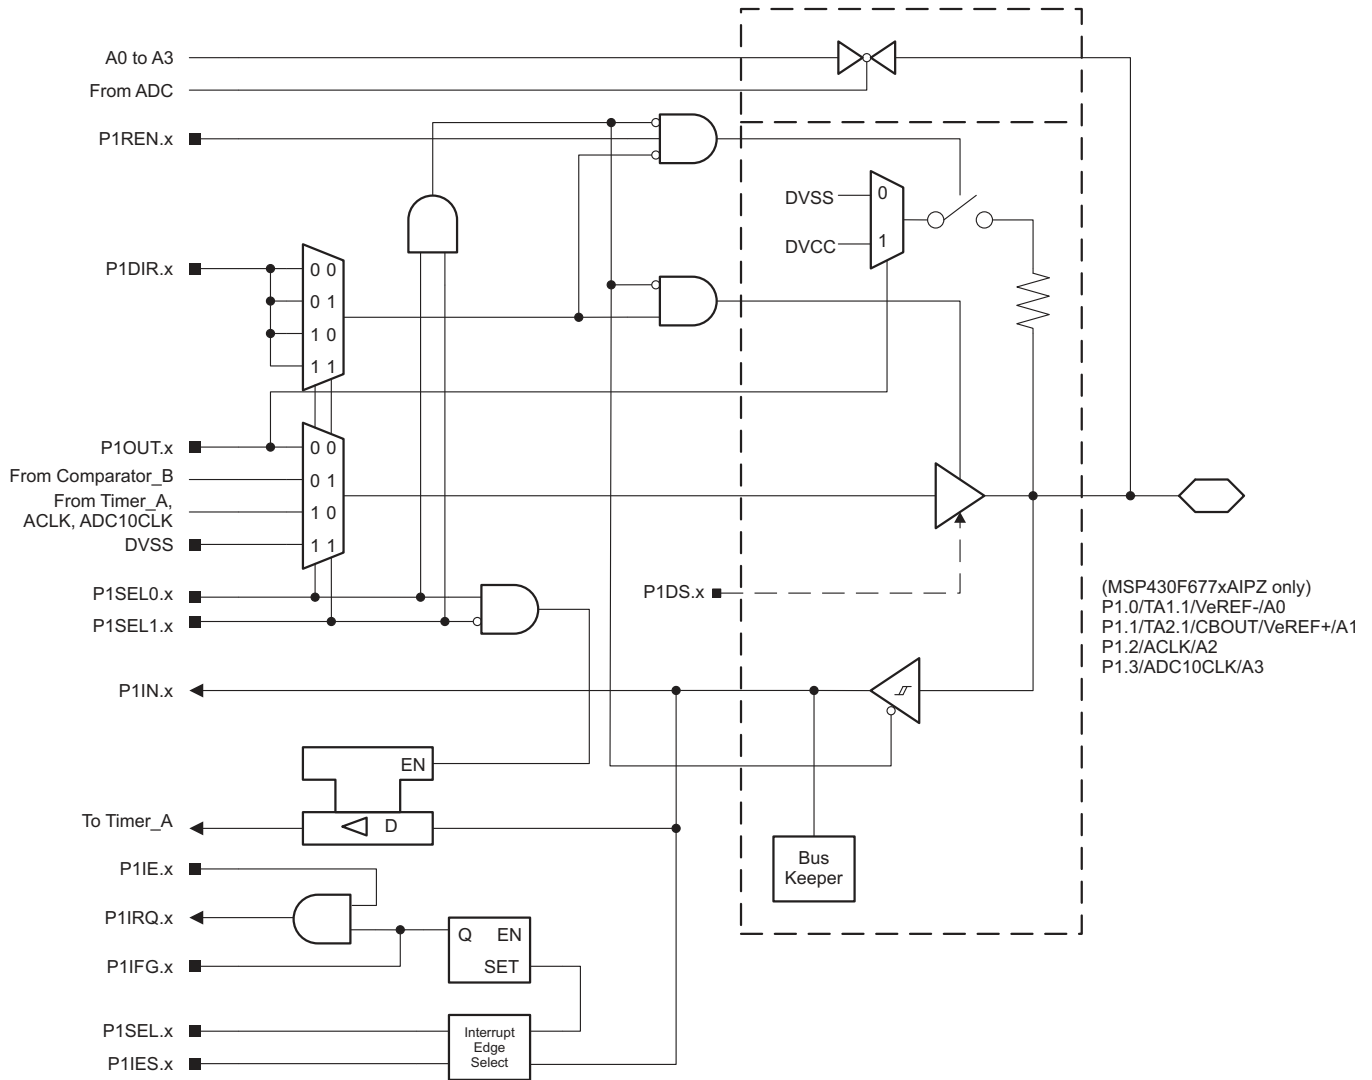 A0 to A3
From ADC
P1REN.x
DVSS
0
DVCC
1
P1DIR.x
0 0
0 1
1 0
1 1
P1OUT.x
0 0
From Comparator_B
0 1
From Timer_A,
ACLK, ADC10CLK
1 0
DVSS
1 1
P1SEL0.x
P1DS.x
P1SEL1.x
(MSP430F677xAIPZ only)
P1.0/TA1.1/VeREF-/A0
P1.1/TA2.1/CBOUT/VeREF+/A1
P1.2/ACLK/A2
P1.3/ADC10CLK/A3
P1IN.x
EN
To Timer_A
D
Bus
Keeper
P1IE.x
P1IRQ.x
Q EN
P1IFG.x
SET
P1SEL.x
P1IES.x
Interrupt
Edge
Select